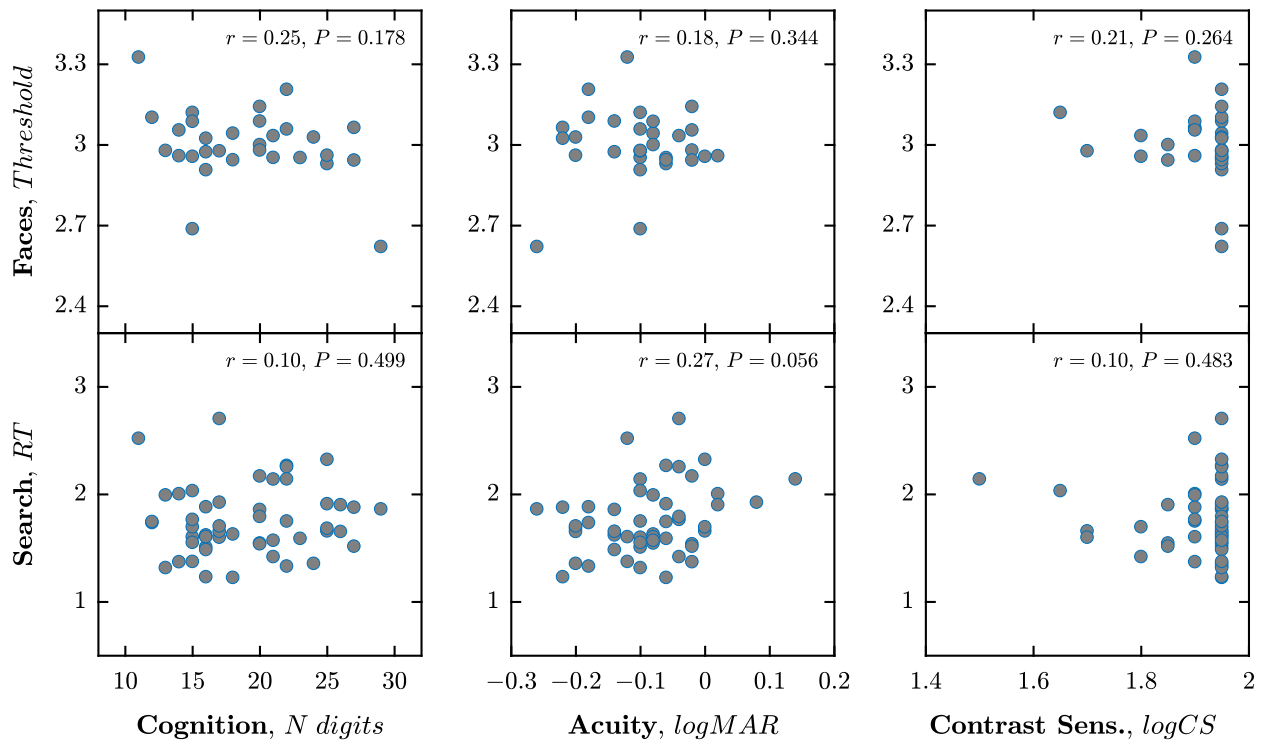 r = 0.25, P = 0.178
r = 0.18, P = 0.344
r = 0.21, P = 0.264
3.3
3
2.7
2.4
3.3
3
2.7
2.4
3.3
3
2.7
2.4
Faces, Threshold
r = 0.10, P = 0.499
r = 0.27, P = 0.056
r = 0.10, P = 0.483
3
2
1
3
2
1
3
2
1
Search, RT
10 15 20 25 30
−0.3 −0.2 −0.1 0 0.1 0.2
1.4 1.6 1.8 2
Cognition, N digits
Acuity, logMAR
Contrast Sens., logCS